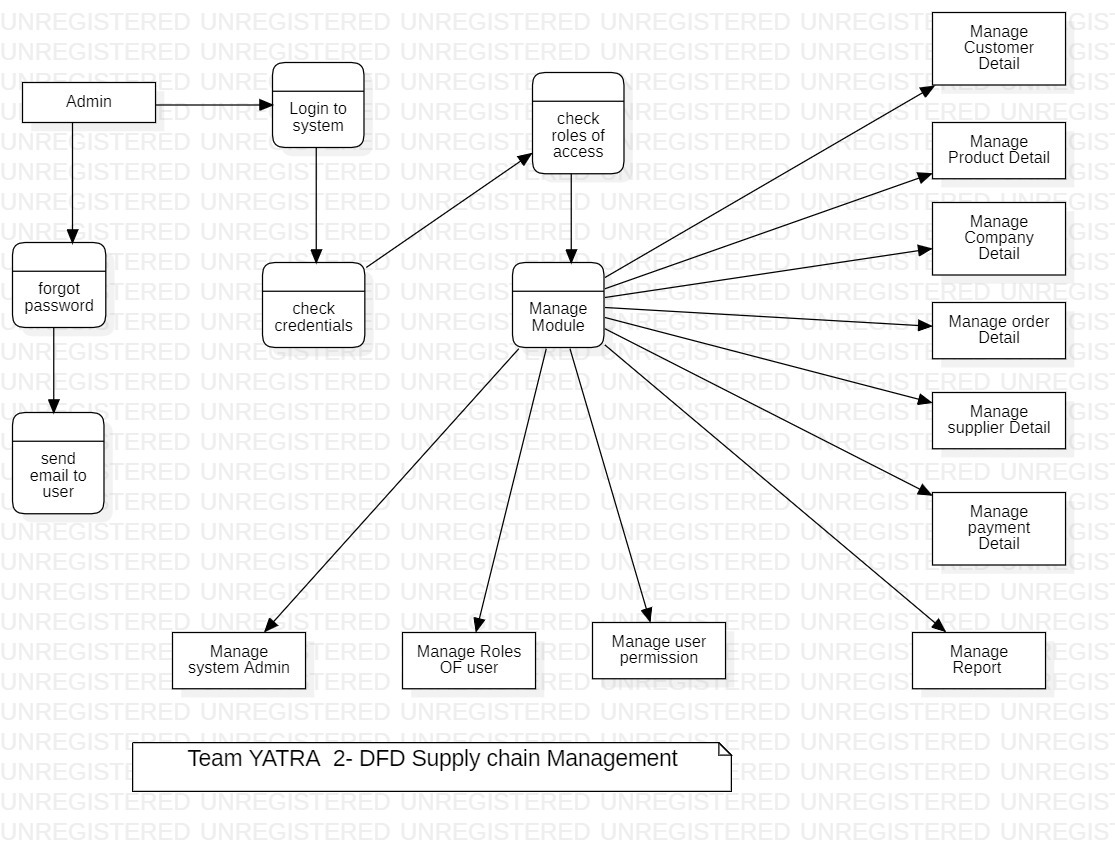 Admin
Login to
system
check
roles of
access
Manage
Customer
Detail
Manage
Product Detail
Manage
Company
Detail
forgot
password
check
credentials
Manage
Module
Manage order
Detail
Manage
supplier Detail
send
email to
user
Manage
payment
Detail
Manage
system Admin
Manage Roles
OF user
Manage user
permission
Manage
Report
Team YATRA  2- DFD Supply chain Management
UNREGISTERED